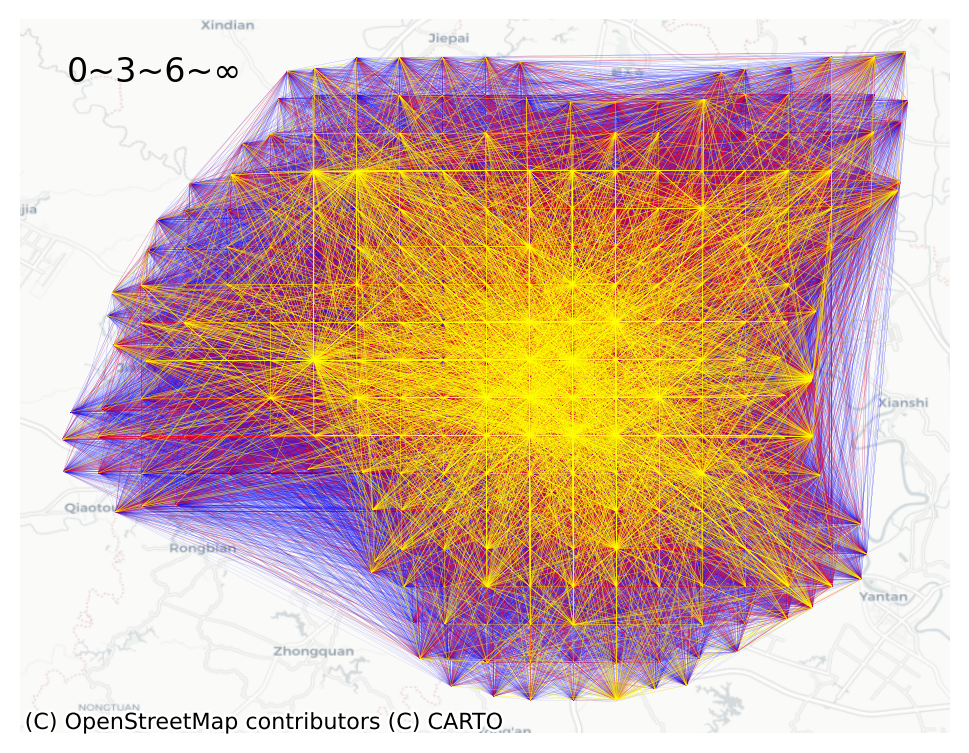 Xindian
Jiepai
0~3~6~∞
jia
Xianshi
Qiaotou
Rongbian
Yantan
Zhongquan
NONGTUAN
(C) OpenStreetMap contributors (C) CARTO